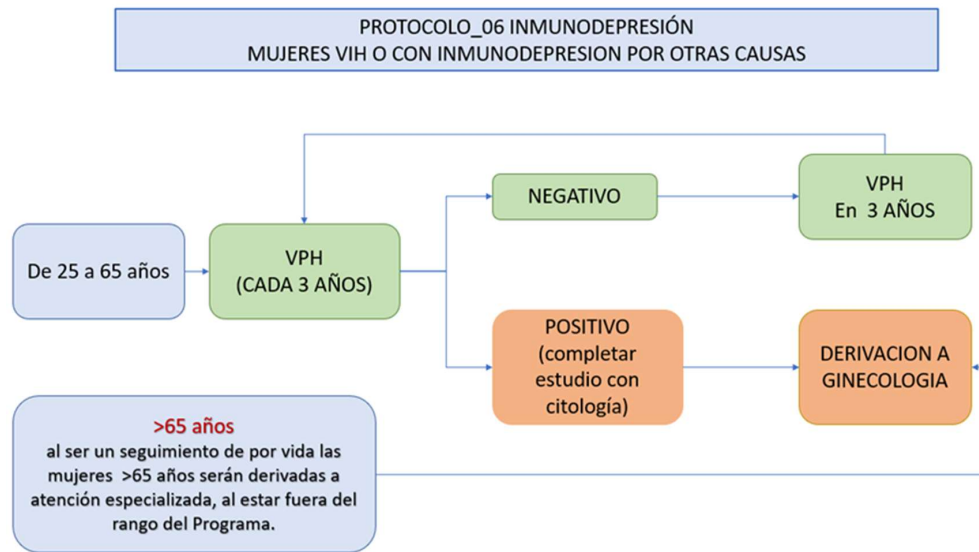 PROTOCOLO_06 INMUNODEPRESIÓN
MUJERES VIH O CON INMUNODEPRESION POR OTRAS CAUSAS
De 25 a 65 años
VPH
(CADA 3 AÑOS)
NEGATIVO
VPH
En 3 AÑOS
POSITIVO
(completar
estudio con
citología)
DERIVACION A
GINECOLOGIA
>65 años
al ser un seguimiento de por vida las
mujeres >65 años serán derivadas a
atención especializada, al estar fuera del
rango del Programa.